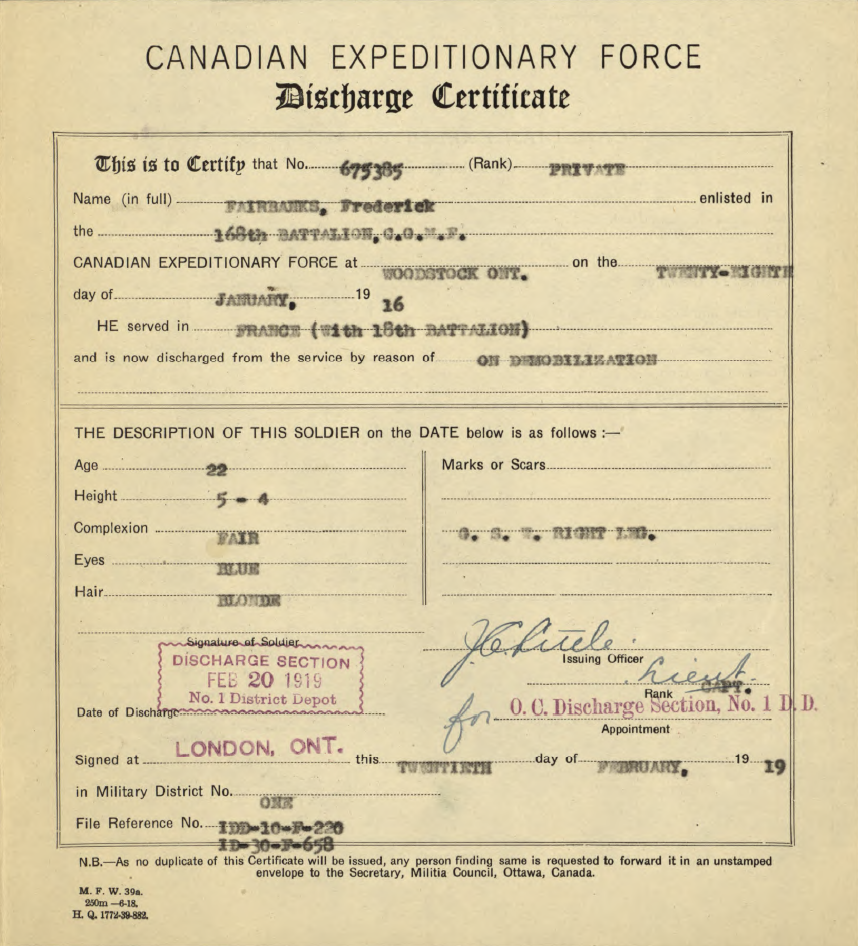 CANADIAN EXPEDITIONARY FORCE
Discharge Certificate
This is to Certify that No. 675385 (Rank) PRIVATE
Name (in full) FAIRBANKS, Frederick enlisted in
the 168th BATTALION, C.O.M.F.
CANADIAN EXPEDITIONARY FORCE at WOODSTOCK ONT. on the TWENTY-EIGHTH
day of JANUARY, 19 16
HE served in FRANCE (with 18th BATTALION)
and is now discharged from the service by reason of ON DEMOBILIZATION
THE DESCRIPTION OF THIS SOLDIER on the DATE below is as follows :—
Age 22
Height 5 - 4
Complexion FAIR
Eyes BLUE
Hair BLONDE
Marks or Scars
G. S. W. RIGHT LEG.
Signature of Soldier
DISCHARGE SECTION
FEB 20 1919
No. 1 District Depot
Date of Discharge
Issuing Officer
Lieut.
Rank CAPT.
for O. C. Discharge Section, No. 1 D. D.
Appointment
Signed at LONDON, ONT. this TWENTIETH day of FEBRUARY, 19 19
in Military District No. ONE
File Reference No. IDD-10-F-220
ID-30-F-658
N.B.—As no duplicate of this Certificate will be issued, any person finding same is requested to forward it in an unstamped
envelope to the Secretary, Militia Council, Ottawa, Canada.
M. F. W. 39a.
250m —6-18.
H. Q. 1772-39-882.